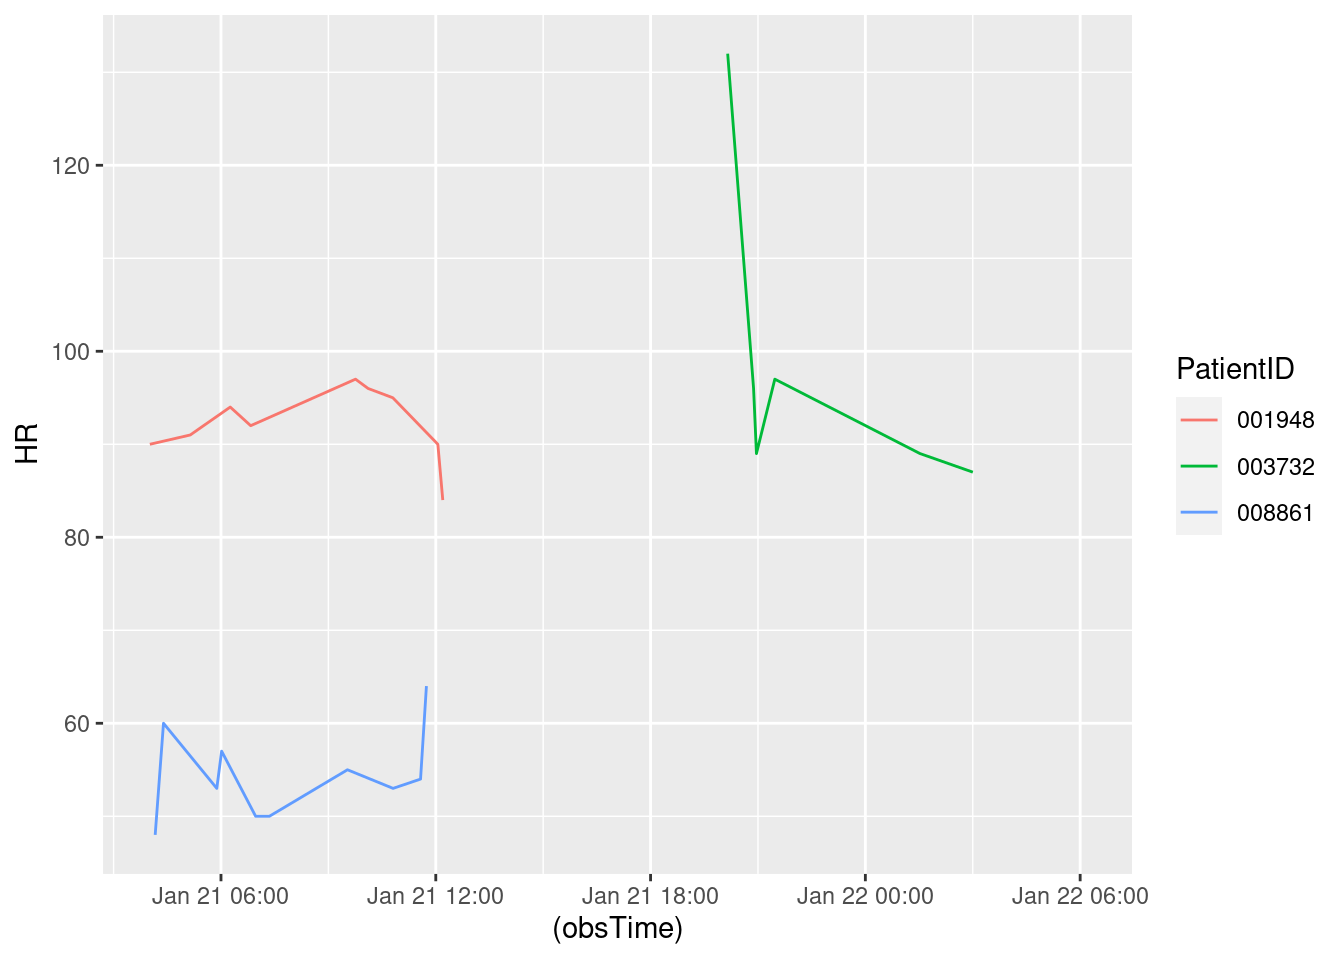 HR
120
100
80
60
Jan 21 06:00
Jan 21 12:00
Jan 21 18:00
Jan 22 00:00
Jan 22 06:00
(obsTime)
PatientID
001948
003732
008861